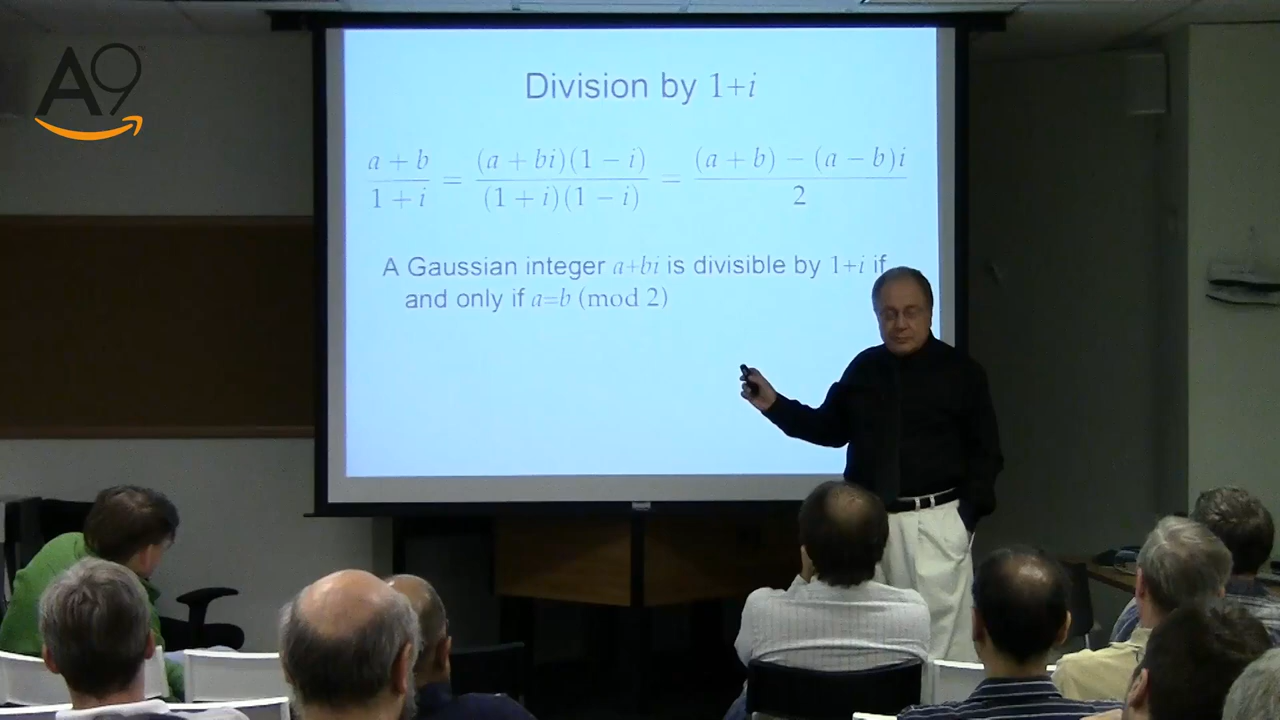 A9
Division by 1+i
a + b / 1 + i = (a + bi)(1 − i) / (1 + i)(1 − i) = (a + b) − (a − b)i / 2
A Gaussian integer a+bi is divisible by 1+i if
and only if a=b (mod 2)